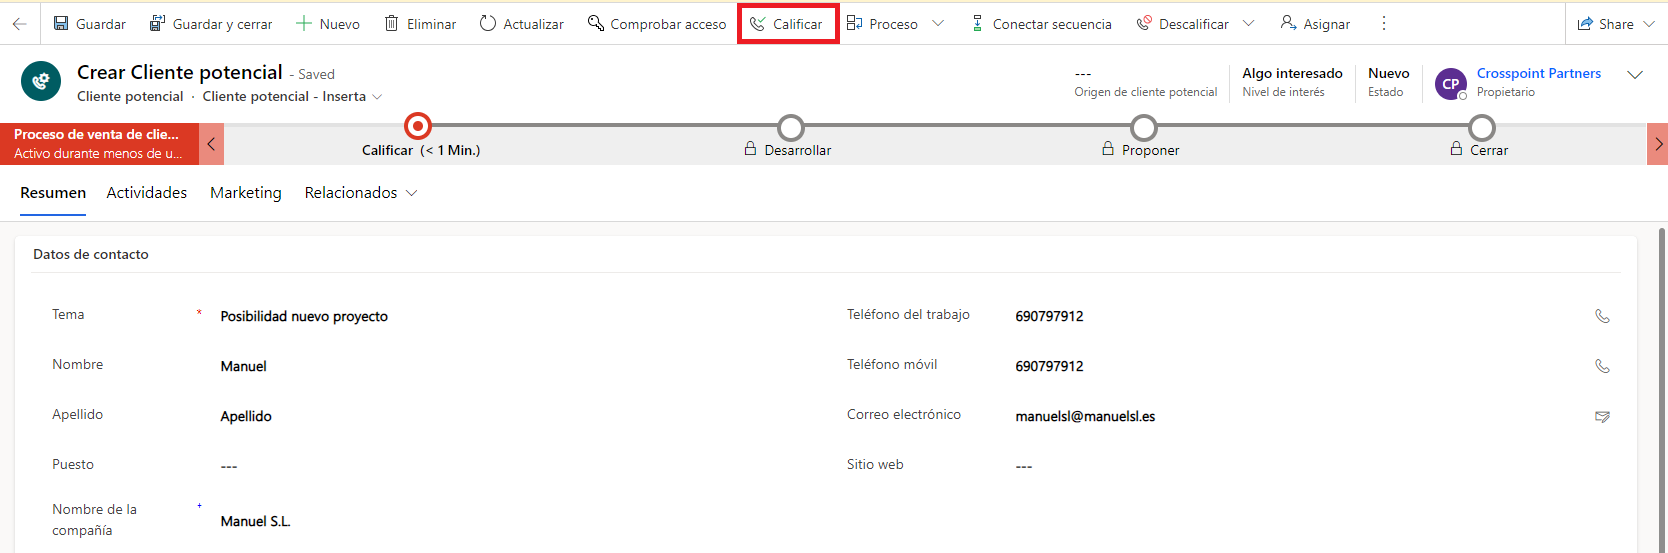 Guardar Guardar y cerrar Nuevo Eliminar Actualizar Comprobar acceso Calificar Proceso Conectar secuencia Descalificar Asignar Share
Crear Cliente potencial - Saved
Cliente potencial · Cliente potencial - Inserta
--- Algo interesado Nuevo CP Crosspoint Partners
Origen de cliente potencial Nivel de interés Estado Propietario
Proceso de venta de clie...
Activo durante menos de u...
Calificar (< 1 Min.) Desarrollar Proponer Cerrar
Resumen Actividades Marketing Relacionados
Datos de contacto
Tema * Posibilidad nuevo proyecto Teléfono del trabajo 690797912
Nombre Manuel Teléfono móvil 690797912
Apellido Apellido Correo electrónico manuelsl@manuelsl.es
Puesto --- Sitio web ---
Nombre de la + Manuel S.L.
compañía